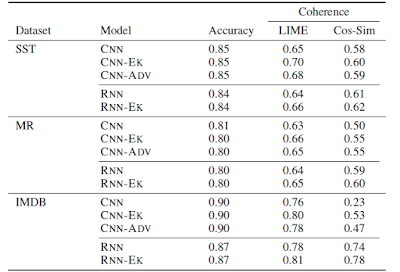 Coherence
Dataset Model Accuracy LIME Cos-Sim
SST CNN 0.85 0.65 0.58
CNN-EK 0.85 0.70 0.60
CNN-ADV 0.85 0.68 0.59
RNN 0.84 0.64 0.61
RNN-EK 0.84 0.66 0.62
MR CNN 0.81 0.63 0.50
CNN-EK 0.80 0.66 0.55
CNN-ADV 0.80 0.65 0.55
RNN 0.80 0.64 0.59
RNN-EK 0.80 0.65 0.60
IMDB CNN 0.90 0.76 0.23
CNN-EK 0.90 0.80 0.53
CNN-ADV 0.90 0.78 0.47
RNN 0.87 0.78 0.74
RNN-EK 0.87 0.81 0.78